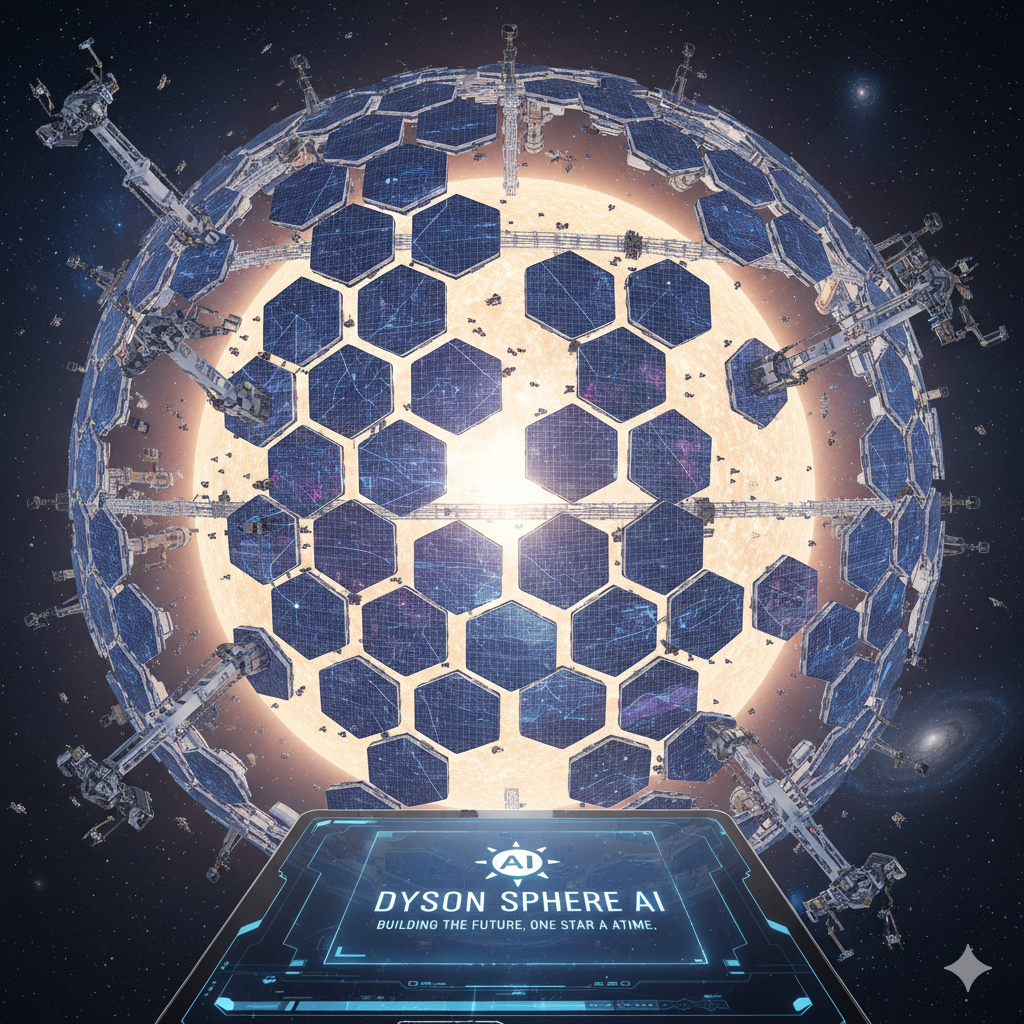 AI
DYSON SPHERE AI
BUILDING THE FUTURE, ONE STAR A ATIME.